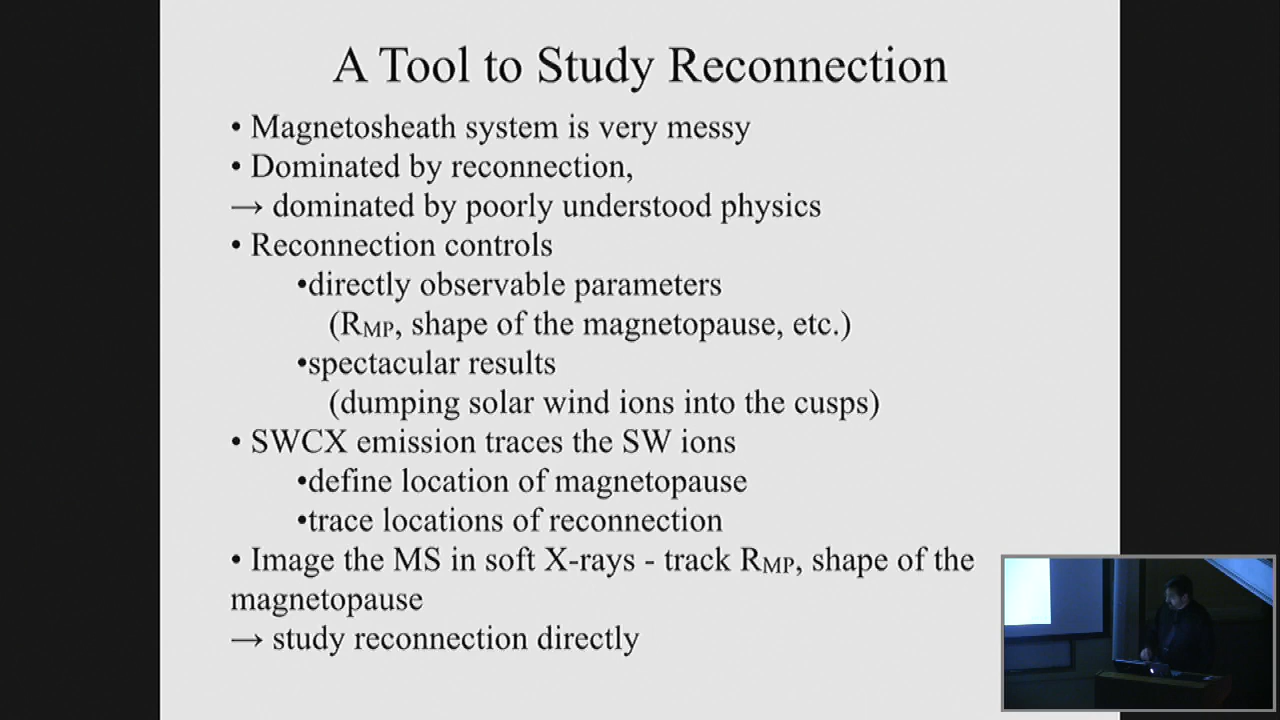 A Tool to Study Reconnection
• Magnetosheath system is very messy
• Dominated by reconnection,
→ dominated by poorly understood physics
• Reconnection controls
•directly observable parameters
(RMP, shape of the magnetopause, etc.)
•spectacular results
(dumping solar wind ions into the cusps)
• SWCX emission traces the SW ions
•define location of magnetopause
•trace locations of reconnection
• Image the MS in soft X-rays - track RMP, shape of the
magnetopause
→ study reconnection directly